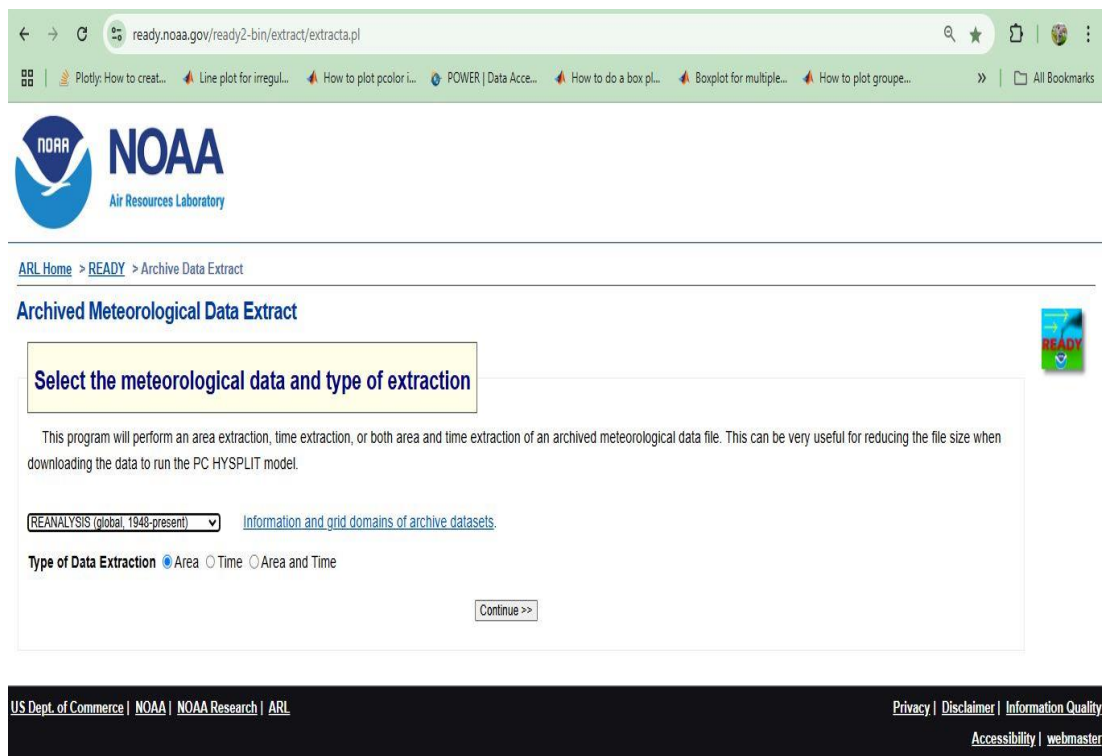 ready.noaa.gov/ready2-bin/extract/extracta.pl
Plotly: How to creat... Line plot for irregul... How to plot pcolor i... POWER | Data Acce... How to do a box pl... Boxplot for multiple... How to plot groupe... » All Bookmarks
NOAA
NOAA
Air Resources Laboratory
ARL Home > READY > Archive Data Extract
Archived Meteorological Data Extract
READY
Select the meteorological data and type of extraction
This program will perform an area extraction, time extraction, or both area and time extraction of an archived meteorological data file. This can be very useful for reducing the file size when
downloading the data to run the PC HYSPLIT model.
REANALYSIS (global, 1948-present) Information and grid domains of archive datasets.
Type of Data Extraction Area Time Area and Time
Continue >>
US Dept. of Commerce | NOAA | NOAA Research | ARL Privacy | Disclaimer | Information Quality
Accessibility | webmaster